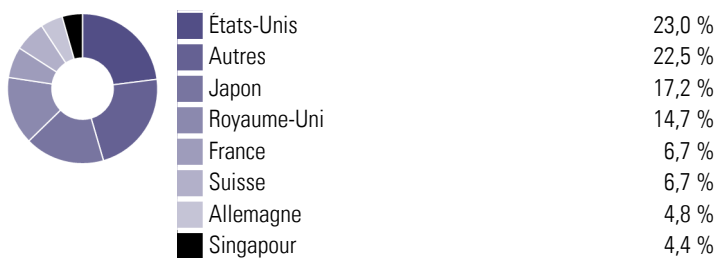 États-Unis 23,0 %
Autres 22,5 %
Japon 17,2 %
Royaume-Uni 14,7 %
France 6,7 %
Suisse 6,7 %
Allemagne 4,8 %
Singapour 4,4 %